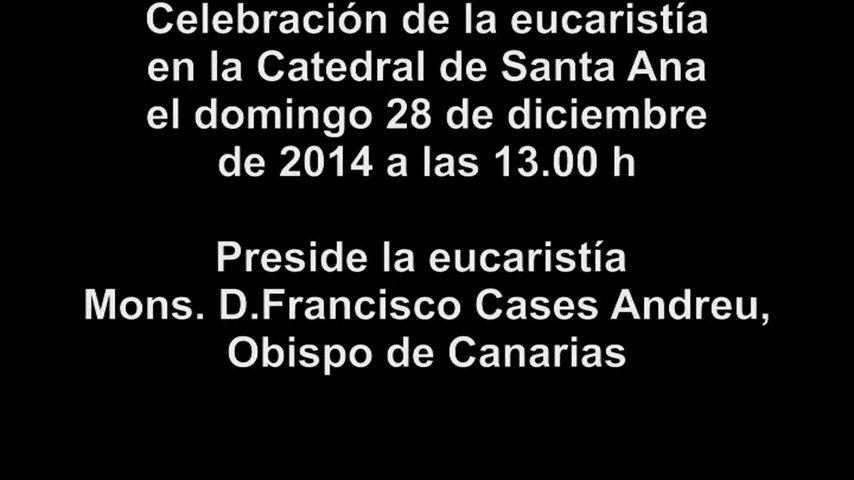 Celebración de la eucaristía
en la Catedral de Santa Ana
el domingo 28 de diciembre
de 2014 a las 13.00 h
Preside la eucaristía
Mons. D.Francisco Cases Andreu,
Obispo de Canarias